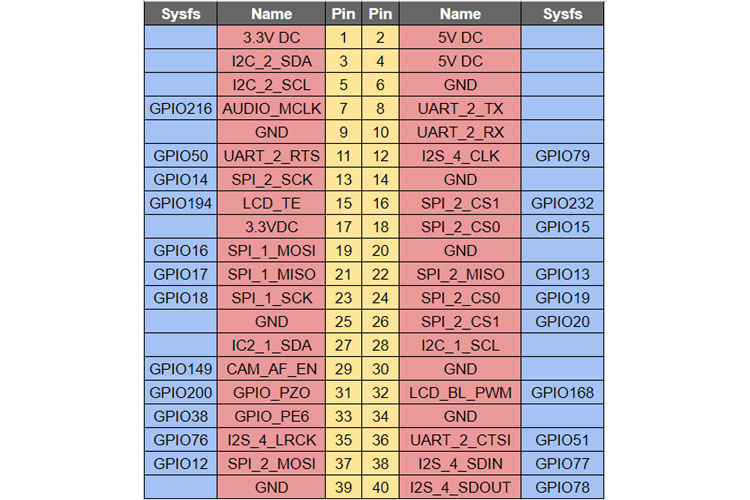 Sysfs Name Pin Pin Name Sysfs
3.3V DC 1 2 5V DC
I2C_2_SDA 3 4 5V DC
I2C_2_SCL 5 6 GND
GPIO216 AUDIO_MCLK 7 8 UART_2_TX
GND 9 10 UART_2_RX
GPIO50 UART_2_RTS 11 12 I2S_4_CLK GPIO79
GPIO14 SPI_2_SCK 13 14 GND
GPIO194 LCD_TE 15 16 SPI_2_CS1 GPIO232
3.3VDC 17 18 SPI_2_CS0 GPIO15
GPIO16 SPI_1_MOSI 19 20 GND
GPIO17 SPI_1_MISO 21 22 SPI_2_MISO GPIO13
GPIO18 SPI_1_SCK 23 24 SPI_2_CS0 GPIO19
GND 25 26 SPI_2_CS1 GPIO20
IC2_1_SDA 27 28 I2C_1_SCL
GPIO149 CAM_AF_EN 29 30 GND
GPIO200 GPIO_PZO 31 32 LCD_BL_PWM GPIO168
GPIO38 GPIO_PE6 33 34 GND
GPIO76 I2S_4_LRCK 35 36 UART_2_CTSI GPIO51
GPIO12 SPI_2_MOSI 37 38 I2S_4_SDIN GPIO77
GND 39 40 I2S_4_SDOUT GPIO78